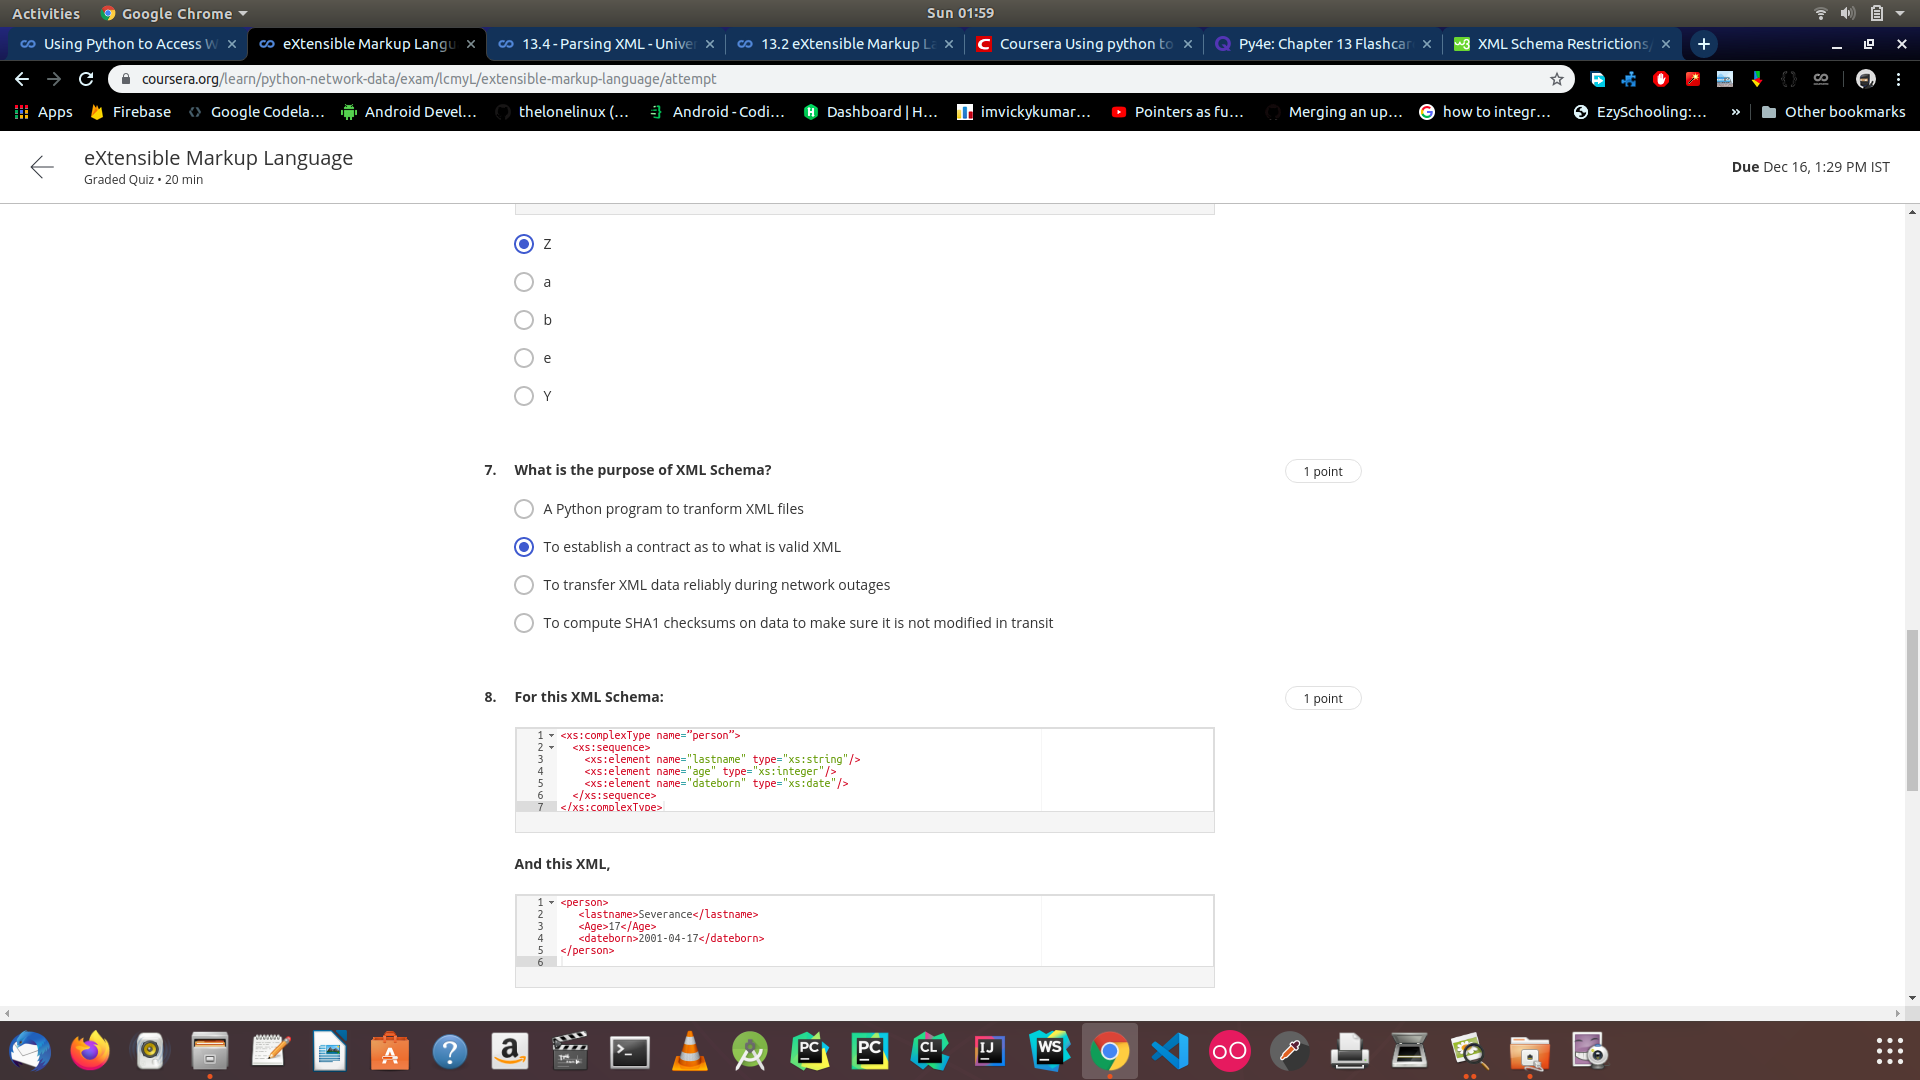 Activities Google Chrome Sun 01:59
Using Python to Access W eXtensible Markup Langu 13.4 - Parsing XML - Unive 13.2 eXtensible Markup L Coursera Using python to Py4e: Chapter 13 Flashcar XML Schema Restrictions
coursera.org/learn/python-network-data/exam/lcmyL/extensible-markup-language/attempt
Apps Firebase Google Codela... Android Devel... thelonelinux (... Android - Codi... Dashboard | H... imvickykumar... Pointers as fu... Merging an up... how to integr... EzySchooling:... » Other bookmarks
eXtensible Markup Language
Graded Quiz • 20 min
Due Dec 16, 1:29 PM IST
Z
a
b
e
Y
7. What is the purpose of XML Schema? 1 point
A Python program to tranform XML files
To establish a contract as to what is valid XML
To transfer XML data reliably during network outages
To compute SHA1 checksums on data to make sure it is not modified in transit
8. For this XML Schema: 1 point
1 <xs:complexType name=”person”>
2 <xs:sequence>
3 <xs:element name="lastname" type="xs:string"/>
4 <xs:element name="age" type="xs:integer"/>
5 <xs:element name="dateborn" type="xs:date"/>
6 </xs:sequence>
7 </xs:complexType>
And this XML,
1 <person>
2 <lastname>Severance</lastname>
3 <Age>17</Age>
4 <dateborn>2001-04-17</dateborn>
5 </person>
6